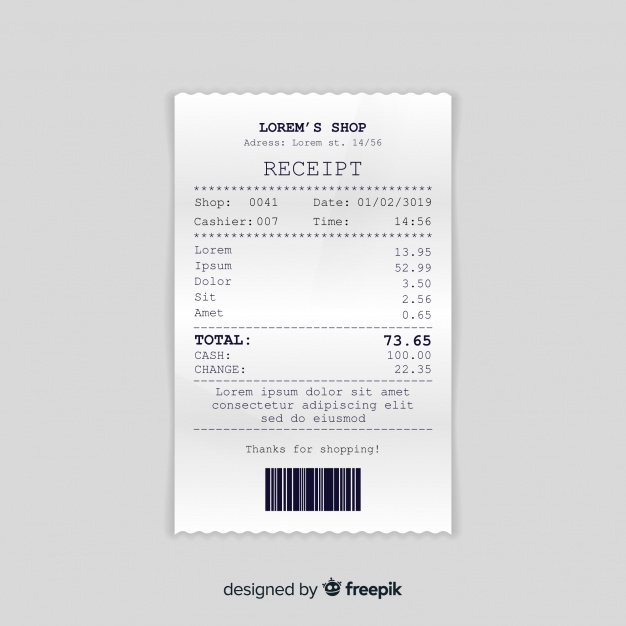 LOREM'S SHOP
Adress: Lorem st. 14/56
RECEIPT
********************************
Shop: 0041 Date: 01/02/3019
Cashier: 007 Time: 14:56
********************************
Lorem 13.95
Ipsum 52.99
Dolor 3.50
Sit 2.56
Amet 0.65
--------------------------------
TOTAL: 73.65
CASH: 100.00
CHANGE: 22.35
--------------------------------
Lorem ipsum dolor sit amet
consectetur adipiscing elit
sed do eiusmod
--------------------------------
Thanks for shopping!
designed by freepik